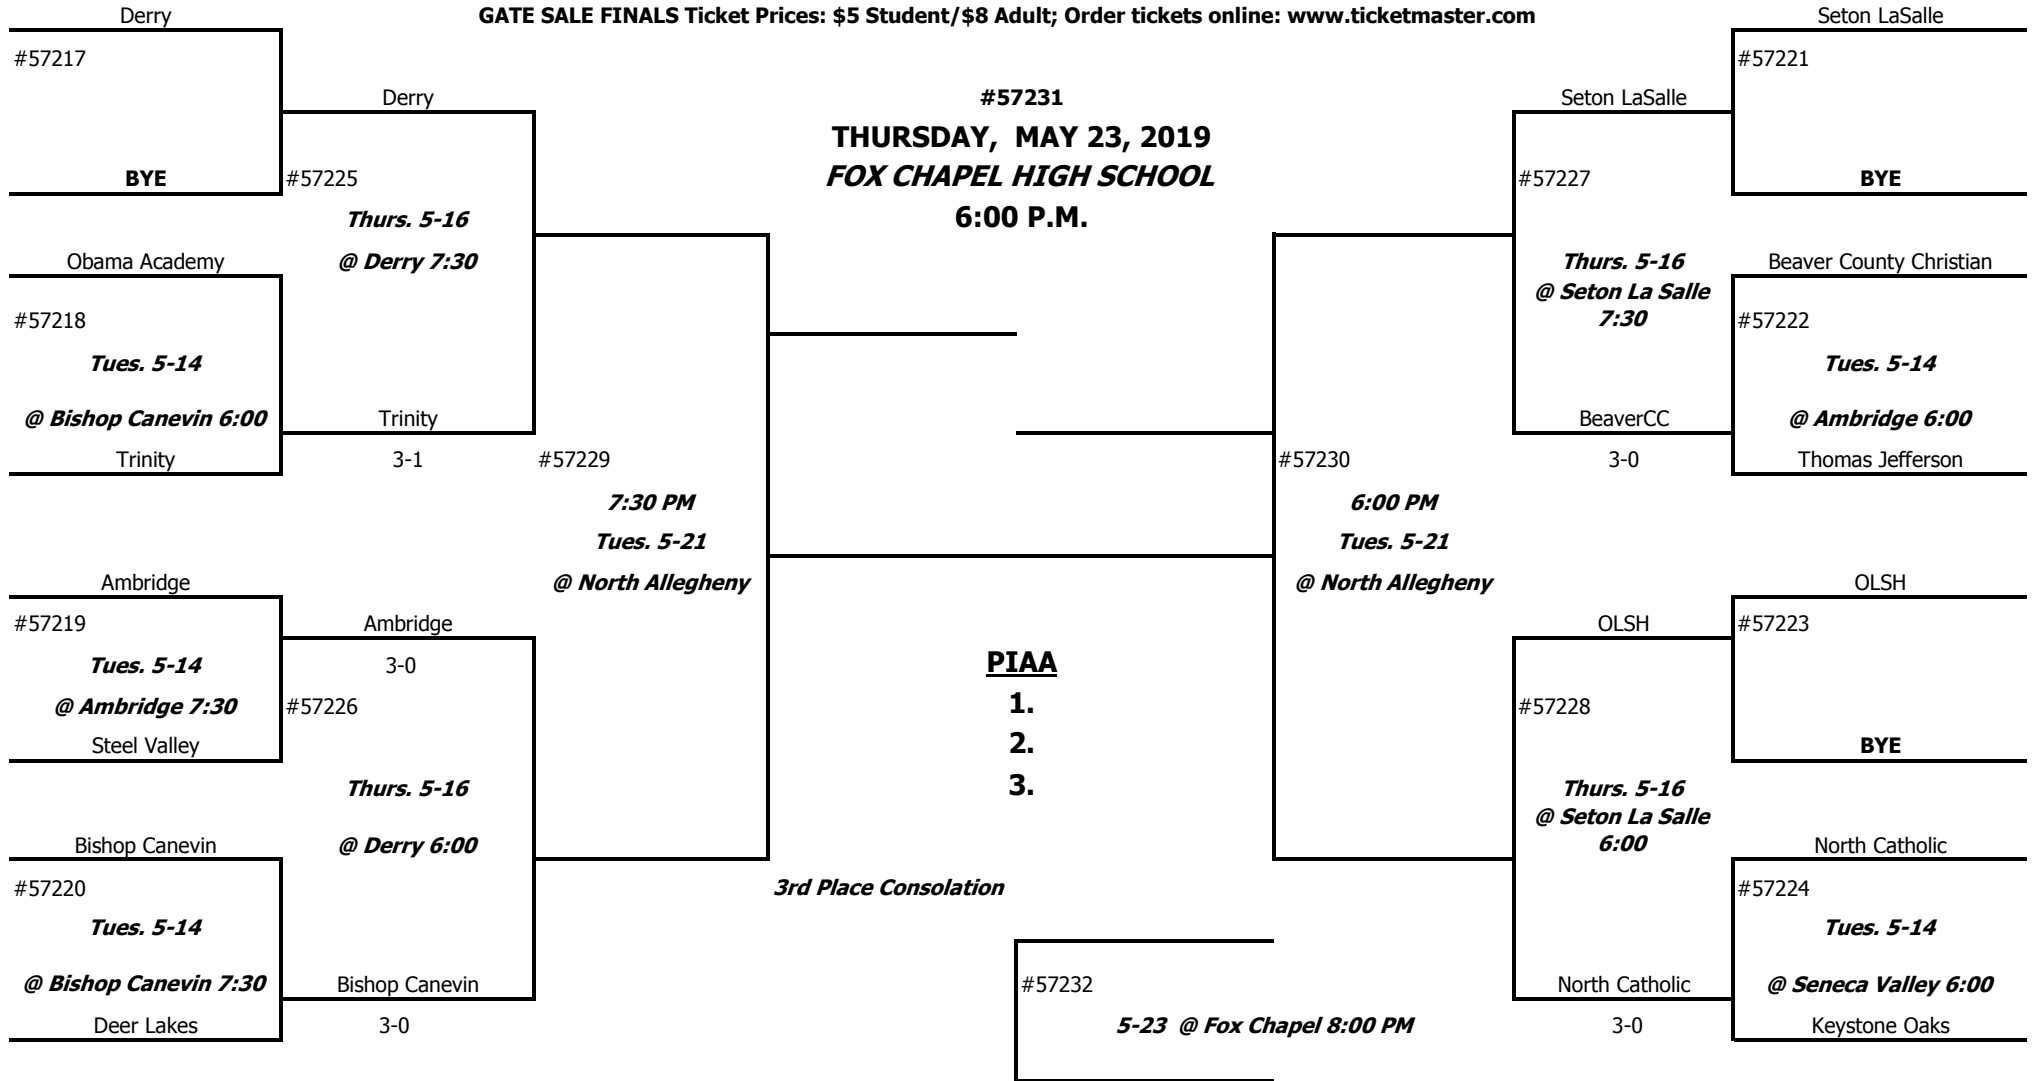 GATE SALE FINALS Ticket Prices: $5 Student/$8 Adult; Order tickets online: www.ticketmaster.com
Derry
#57217
BYE
Obama Academy
#57218
Tues. 5-14
@ Bishop Canevin 6:00
Trinity
Ambridge
#57219
Tues. 5-14
@ Ambridge 7:30
Steel Valley
Bishop Canevin
#57220
Tues. 5-14
@ Bishop Canevin 7:30
Deer Lakes
Derry
#57225
Thurs. 5-16
@ Derry 7:30
Trinity
3-1
Ambridge
3-0
#57226
Thurs. 5-16
@ Derry 6:00
Bishop Canevin
3-0
#57229
7:30 PM
Tues. 5-21
@ North Allegheny
#57231
THURSDAY, MAY 23, 2019
FOX CHAPEL HIGH SCHOOL
6:00 P.M.
PIAA
1.
2.
3.
3rd Place Consolation
#57232
5-23 @ Fox Chapel 8:00 PM
#57230
6:00 PM
Tues. 5-21
@ North Allegheny
Seton LaSalle
#57227
Thurs. 5-16
@ Seton La Salle
7:30
BeaverCC
3-0
OLSH
#57228
Thurs. 5-16
@ Seton La Salle
6:00
North Catholic
3-0
Seton LaSalle
#57221
BYE
Beaver County Christian
#57222
Tues. 5-14
@ Ambridge 6:00
Thomas Jefferson
OLSH
#57223
BYE
North Catholic
#57224
Tues. 5-14
@ Seneca Valley 6:00
Keystone Oaks